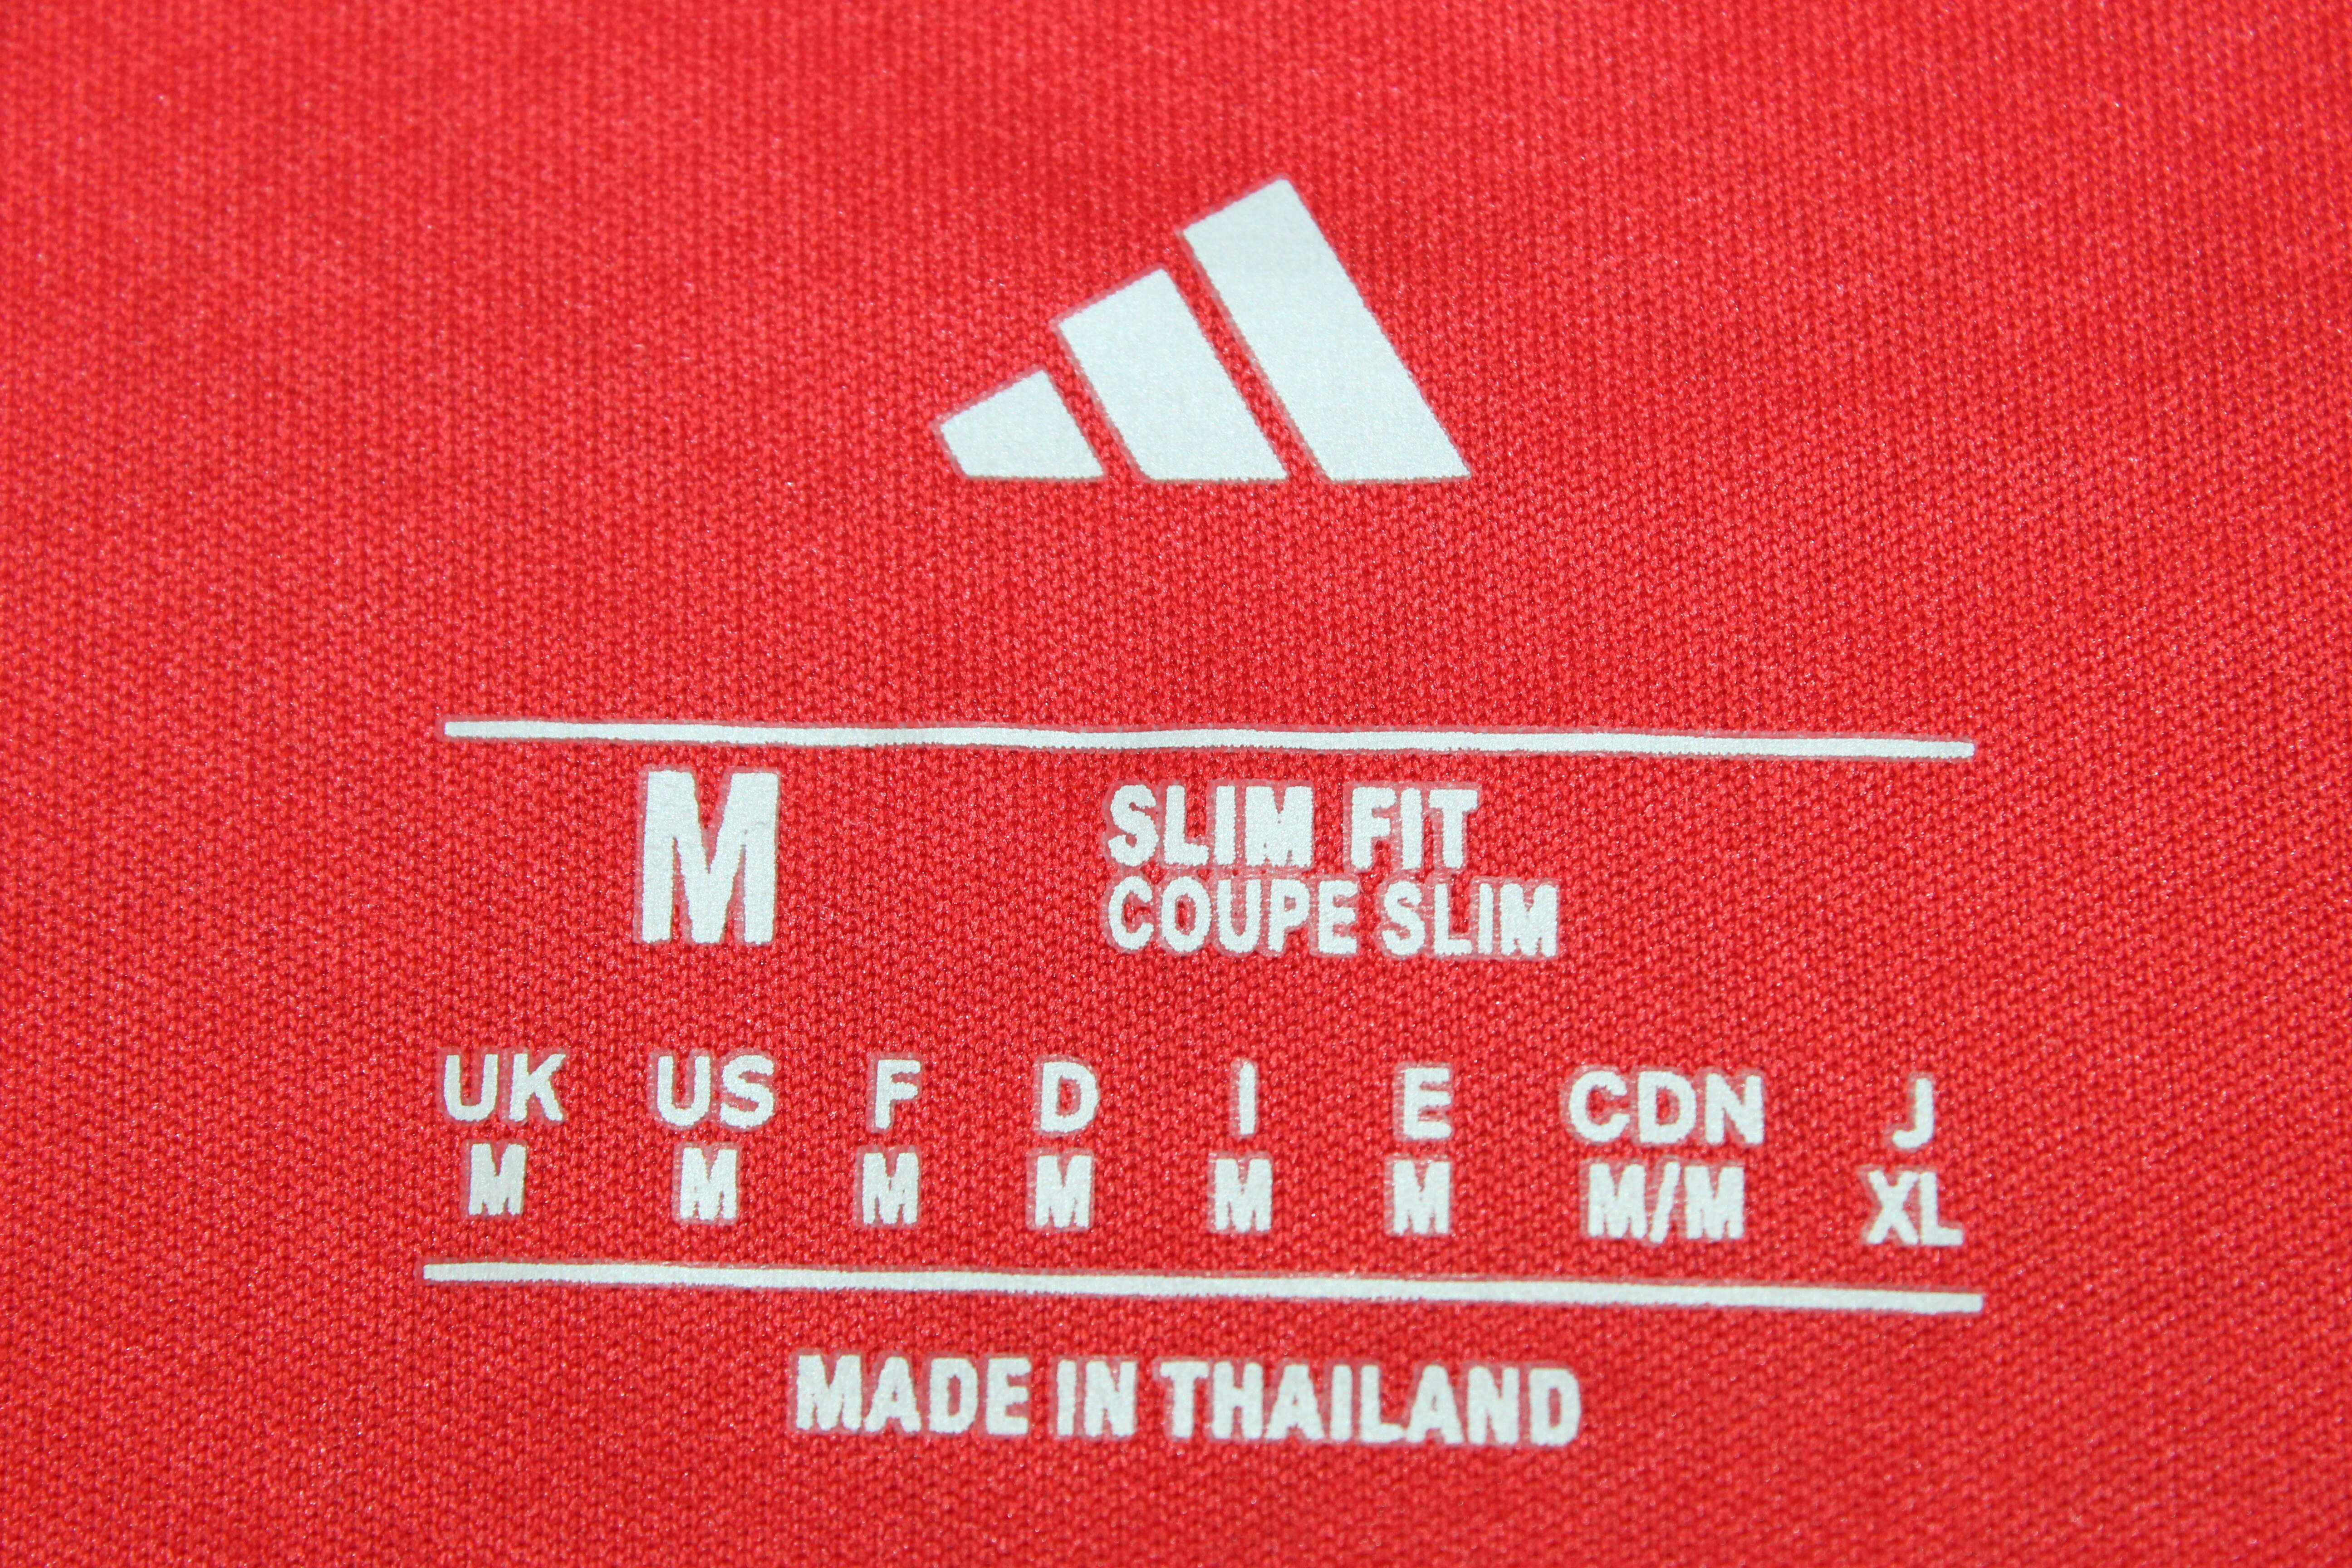 M
SLIM FIT
COUPE SLIM
UK US F D I E CDN J
M M M M M M M/M XL
MADE IN THAILAND